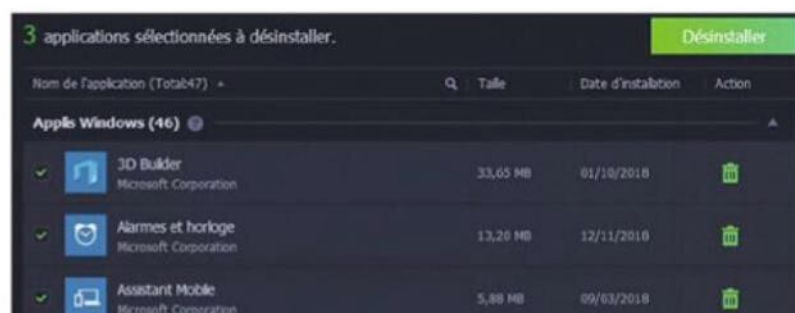 3 applications sélectionnées à désinstaller.
Désinstaller
Nom de l'application (Total:47) Taille Date d'installation Action
Applis Windows (46)
3D Builder
Microsoft Corporation
33,65 MB 01/10/2018
Alarmes et horloge
Microsoft Corporation
13,20 MB 12/11/2018
Assistant Mobile
Microsoft Corporation
5,88 MB 09/03/2018